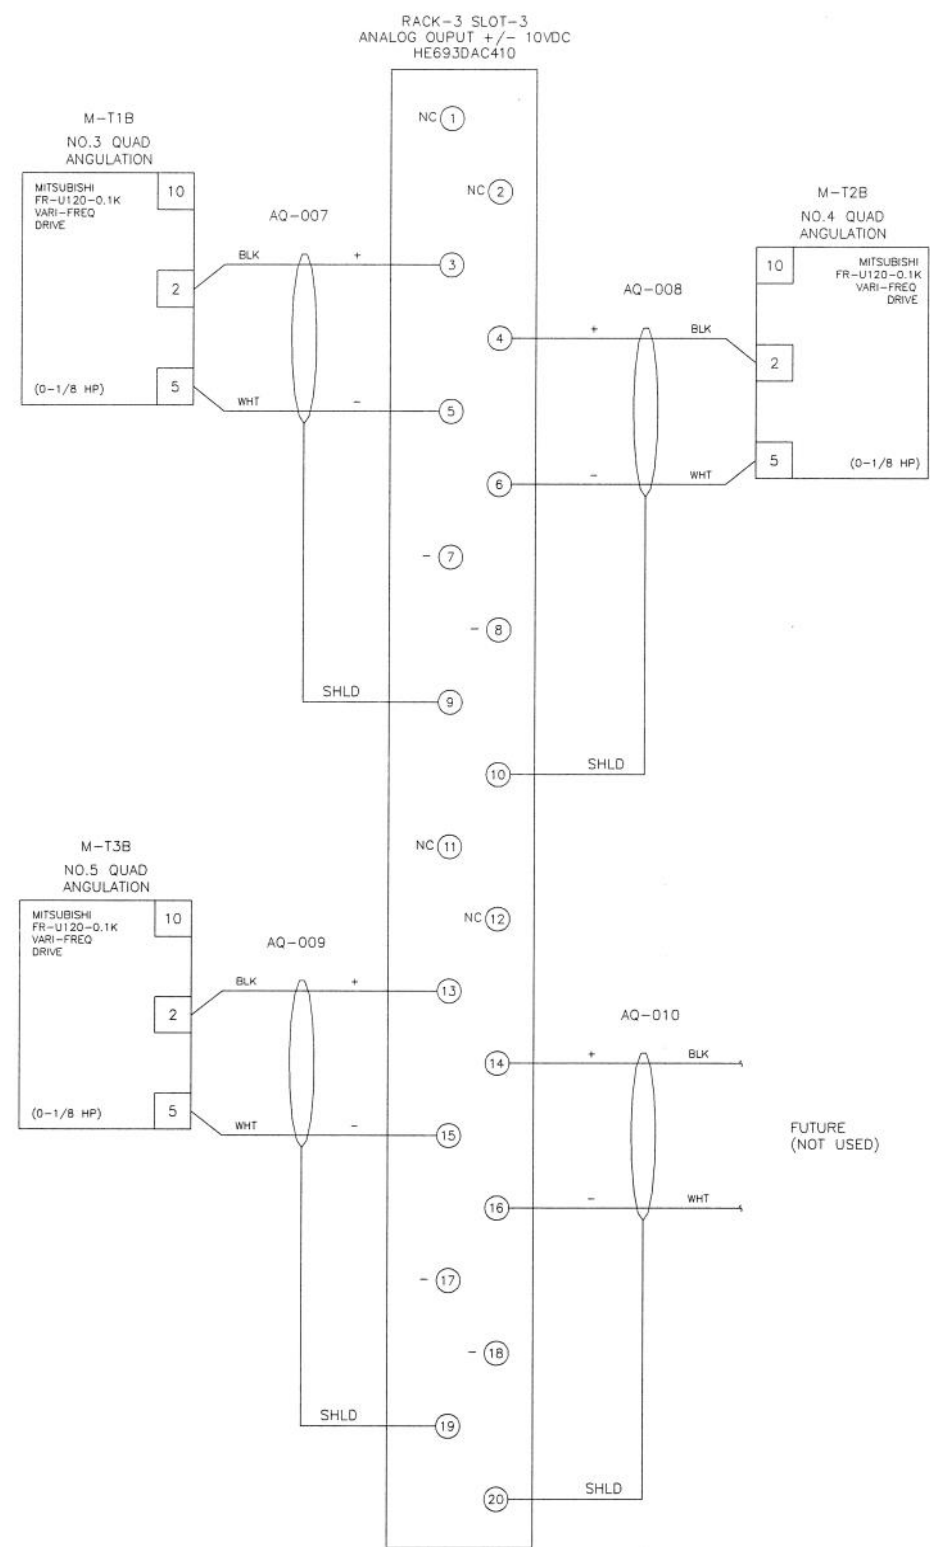 RACK-3 SLOT-3
ANALOG OUPUT +/- 10VDC
HE693DAC410
NC 1
M-T1B
NO.3 QUAD
ANGULATION
MITSUBISHI
FR-U120-0.1K
VARI-FREQ
DRIVE
10
2
5
(0-1/8 HP)
AQ-007
BLK
+
3
WHT
-
5
SHLD
9
NC 2
M-T2B
NO.4 QUAD
ANGULATION
10
MITSUBISHI
FR-U120-0.1K
VARI-FREQ
DRIVE
2
5
(0-1/8 HP)
AQ-008
4
+
BLK
6
-
WHT
- 7
- 8
10
SHLD
NC 11
NC 12
M-T3B
NO.5 QUAD
ANGULATION
MITSUBISHI
FR-U120-0.1K
VARI-FREQ
DRIVE
10
2
5
(0-1/8 HP)
AQ-009
BLK
+
13
WHT
-
15
AQ-010
14
+
BLK
FUTURE
(NOT USED)
16
-
WHT
- 17
- 18
SHLD
19
20
SHLD